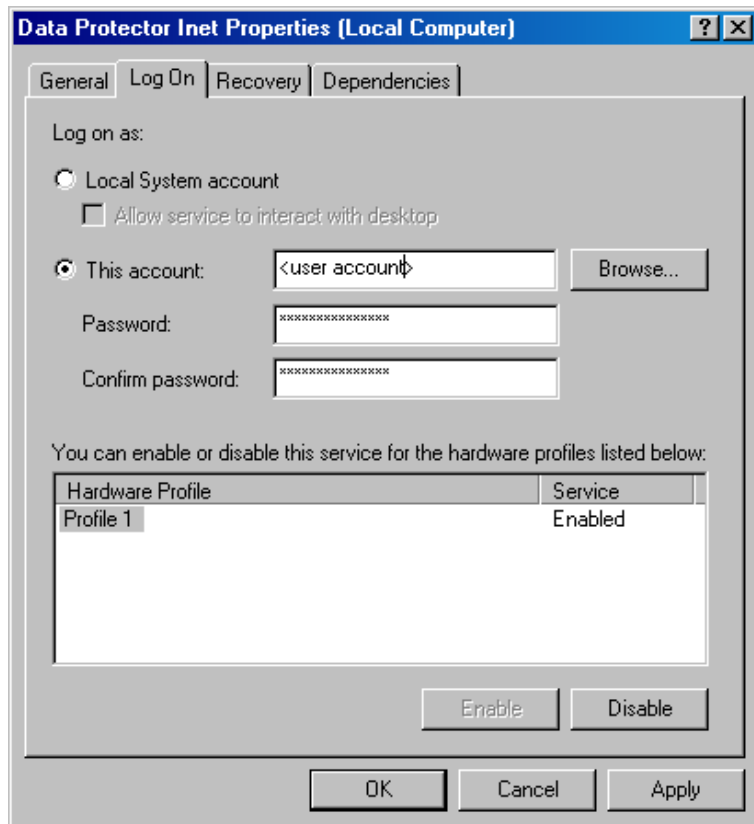 Data Protector Inet Properties (Local Computer)
General Log On Recovery Dependencies
Log on as:
Local System account
Allow service to interact with desktop
This account: <user account> Browse...
Password: ***************
Confirm password: ***************
You can enable or disable this service for the hardware profiles listed below:
Hardware Profile Service
Profile 1 Enabled
Enable Disable
OK Cancel Apply